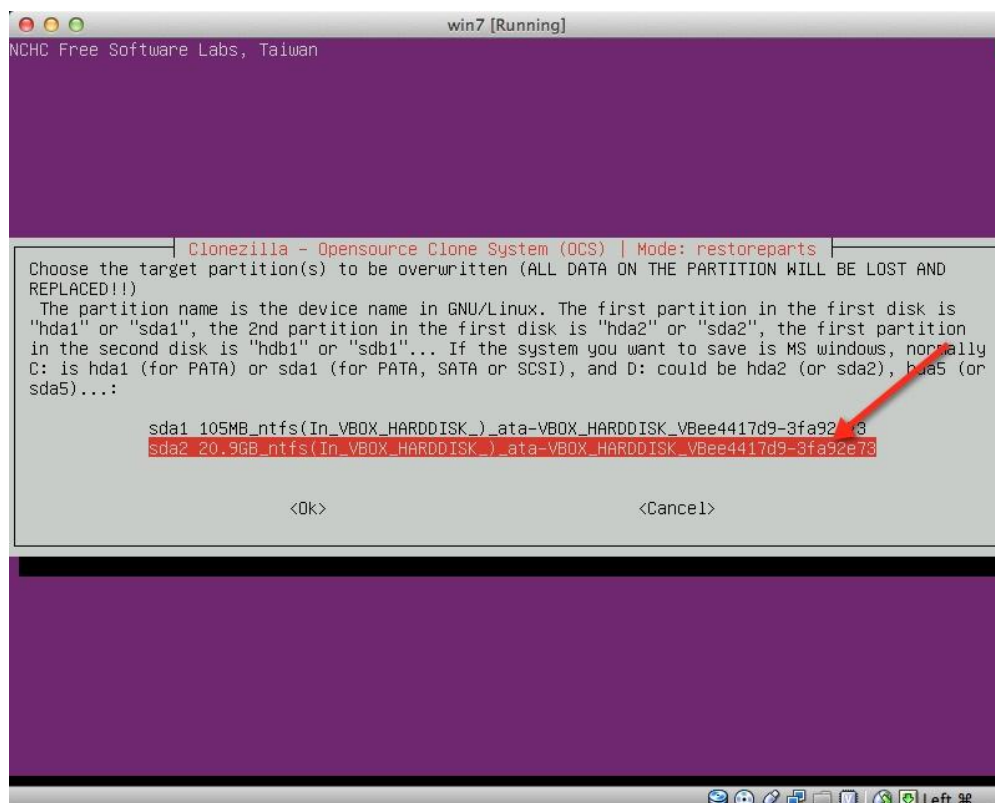 win7 [Running]
NCHC Free Software Labs, Taiwan
Clonezilla - Opensource Clone System (OCS) | Mode: restoreparts
Choose the target partition(s) to be overwritten (ALL DATA ON THE PARTITION WILL BE LOST AND
REPLACED!!)
The partition name is the device name in GNU/Linux. The first partition in the first disk is
"hda1" or "sda1", the 2nd partition in the first disk is "hda2" or "sda2", the first partition
in the second disk is "hdb1" or "sdb1"... If the system you want to save is MS windows, normally
C: is hda1 (for PATA) or sda1 (for PATA, SATA or SCSI), and D: could be hda2 (or sda2), hda5 (or
sda5)...:
sda1 105MB_ntfs(In_VBOX_HARDDISK_)_ata-VBOX_HARDDISK_VBee4417d9-3fa92e73
sda2 20.9GB_ntfs(In_VBOX_HARDDISK_)_ata-VBOX_HARDDISK_VBee4417d9-3fa92e73
<Ok> <Cancel>
Left ⌘